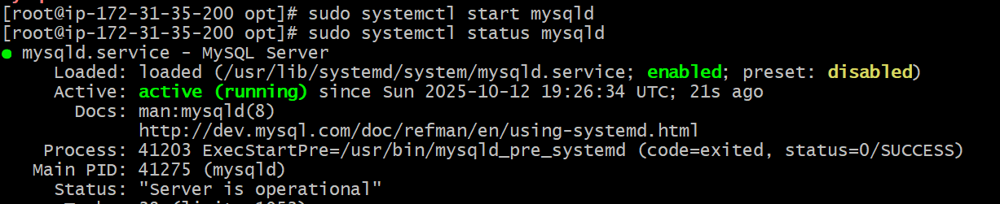 [root@ip-172-31-35-200 opt]# sudo systemctl start mysqld
[root@ip-172-31-35-200 opt]# sudo systemctl status mysqld
● mysqld.service - MySQL Server
     Loaded: loaded (/usr/lib/systemd/system/mysqld.service; enabled; preset: disabled)
     Active: active (running) since Sun 2025-10-12 19:26:34 UTC; 21s ago
       Docs: man:mysqld(8)
             http://dev.mysql.com/doc/refman/en/using-systemd.html
    Process: 41203 ExecStartPre=/usr/bin/mysqld_pre_systemd (code=exited, status=0/SUCCESS)
   Main PID: 41275 (mysqld)
     Status: "Server is operational"